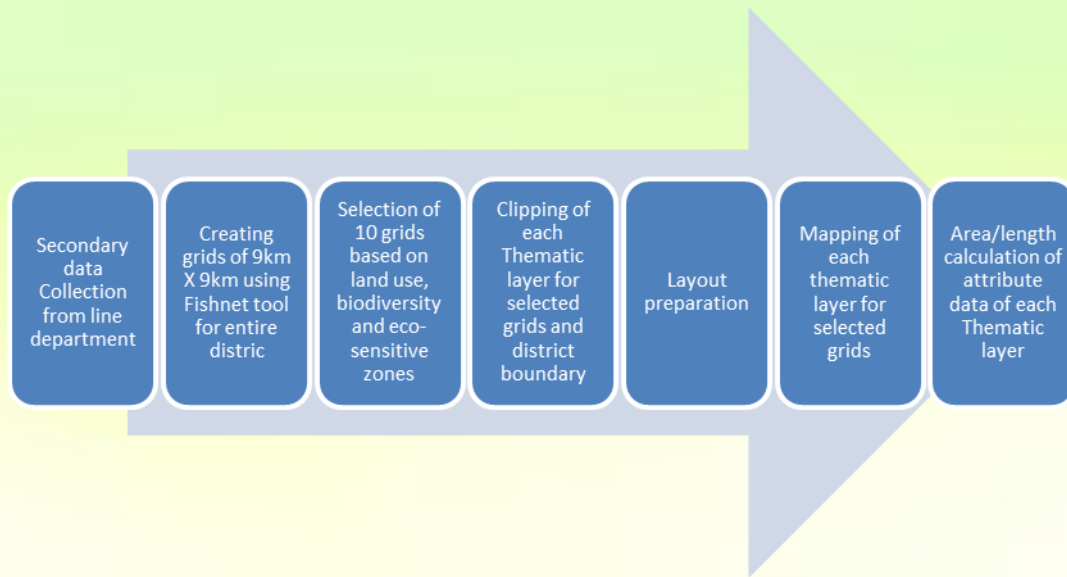 Secondary
data
Collection
from line
department
Creating
grids of 9km
X 9km using
Fishnet tool
for entire
distric
Selection of
10 grids
based on
land use,
biodiversity
and eco-
sensitive
zones
Clipping of
each
Thematic
layer for
selected
grids and
district
boundary
Layout
preparation
Mapping of
each
thematic
layer for
selected
grids
Area/length
calculation of
attribute
data of each
Thematic
layer